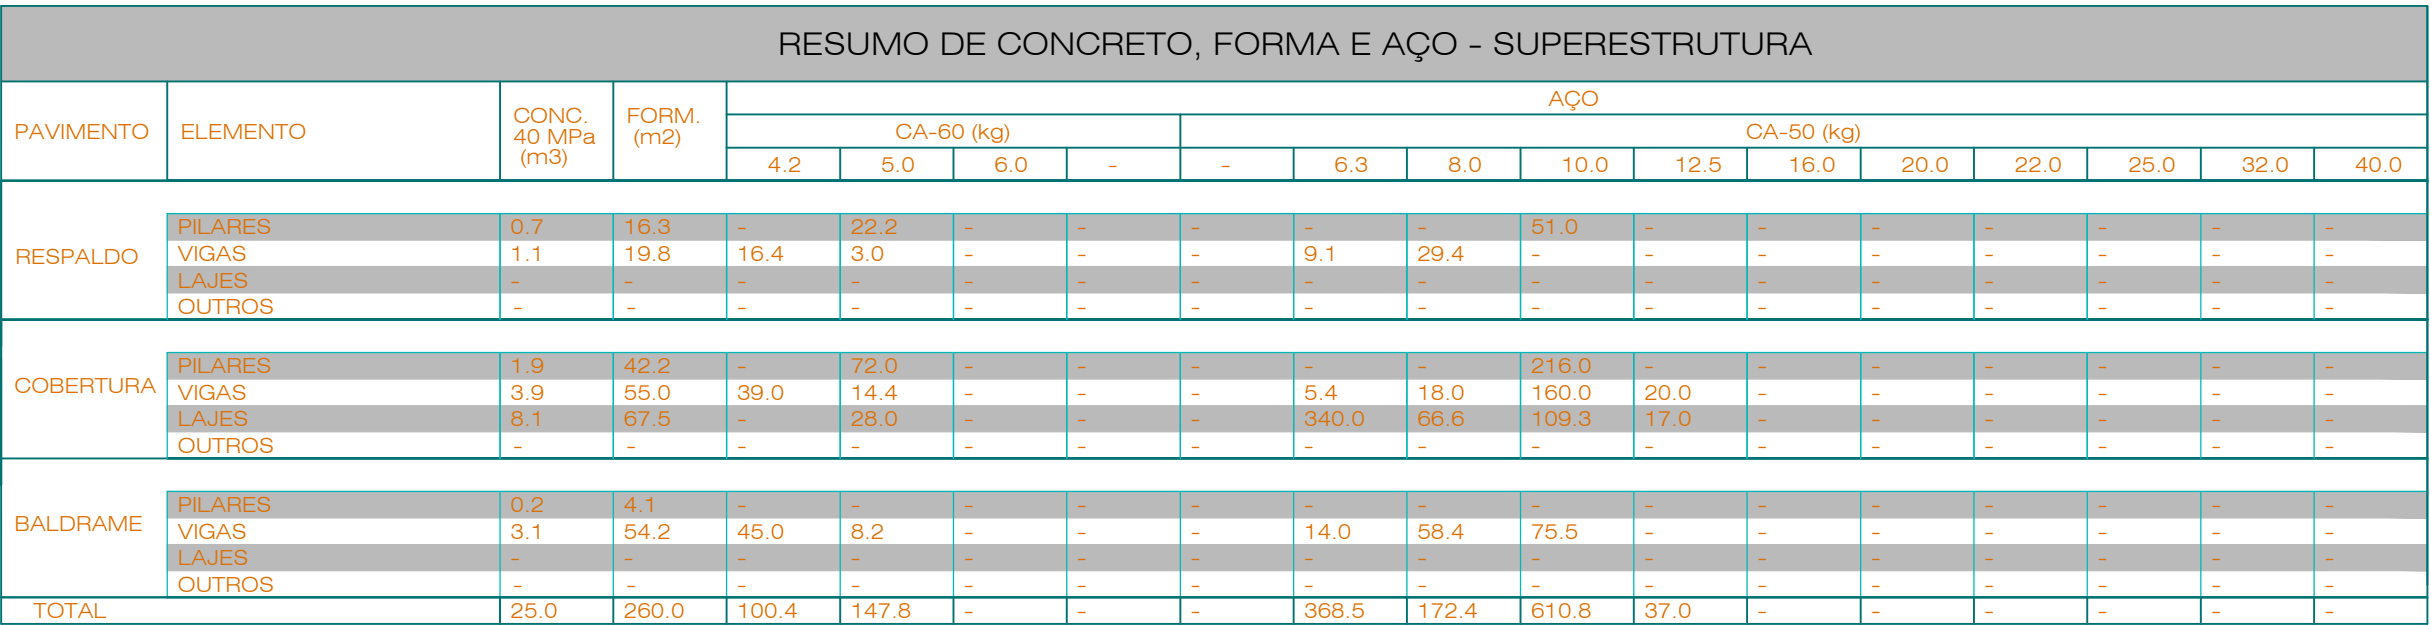 RESUMO DE CONCRETO, FORMA E AÇO - SUPERESTRUTURA
PAVIMENTO ELEMENTO CONC. 40 MPa (m3) FORM. (m2) AÇO
CA-60 (kg) CA-50 (kg)
4.2 5.0 6.0 - - 6.3 8.0 10.0 12.5 16.0 20.0 22.0 25.0 32.0 40.0
RESPALDO
PILARES 0.7 16.3 - 22.2 - - - - - 51.0 - - - - - - -
VIGAS 1.1 19.8 16.4 3.0 - - - 9.1 29.4 - - - - - - - -
LAJES - - - - - - - - - - - - - - - - -
OUTROS - - - - - - - - - - - - - - - - -
COBERTURA
PILARES 1.9 42.2 - 72.0 - - - - - 216.0 - - - - - - -
VIGAS 3.9 55.0 39.0 14.4 - - - 5.4 18.0 160.0 20.0 - - - - - -
LAJES 8.1 67.5 - 28.0 - - - 340.0 66.6 109.3 17.0 - - - - - -
OUTROS - - - - - - - - - - - - - - - - -
BALDRAME
PILARES 0.2 4.1 - - - - - - - - - - - - - - -
VIGAS 3.1 54.2 45.0 8.2 - - - 14.0 58.4 75.5 - - - - - - -
LAJES - - - - - - - - - - - - - - - - -
OUTROS - - - - - - - - - - - - - - - - -
TOTAL 25.0 260.0 100.4 147.8 - - - 368.5 172.4 610.8 37.0 - - - - - -